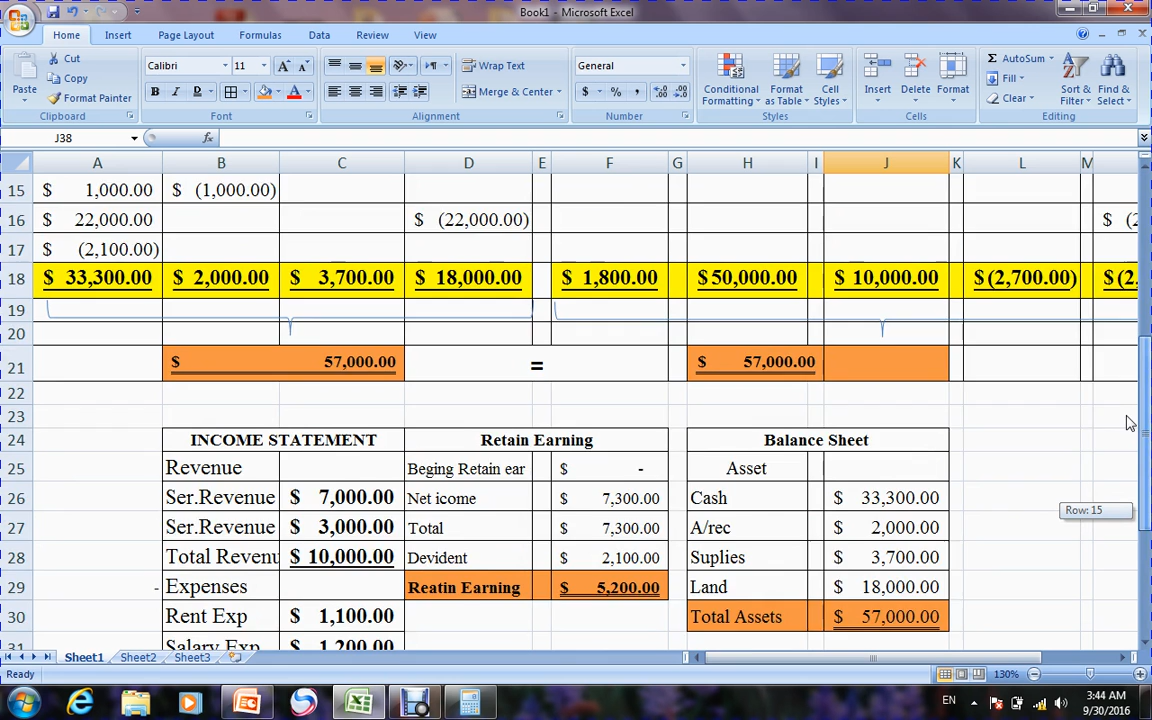 Book1 - Microsoft Excel
Home Insert Page Layout Formulas Data Review View
Cut
Copy
Format Painter
Paste
Clipboard
Calibri 11
B I D
Font
Wrap Text
Merge & Center
Alignment
General
$ % ,
Number
Conditional Formatting
Format as Table
Cell Styles
Styles
Insert Delete Format
Cells
AutoSum
Fill
Clear
Sort & Filter
Find & Select
Editing
J38 fx
A B C D E F G H I J K L M
15 $ 1,000.00 $ (1,000.00)
16 $ 22,000.00 $ (22,000.00) $ (2
17 $ (2,100.00)
18 $ 33,300.00 $ 2,000.00 $ 3,700.00 $ 18,000.00 $ 1,800.00 $50,000.00 $ 10,000.00 $(2,700.00) $(2,
19
20
21 $ 57,000.00 = $ 57,000.00
22
23
24 INCOME STATEMENT Retain Earning Balance Sheet
25 Revenue Beging Retain ear $ - Asset
26 Ser.Revenue $ 7,000.00 Net icome $ 7,300.00 Cash $ 33,300.00
27 Ser.Revenue $ 3,000.00 Total $ 7,300.00 A/rec $ 2,000.00
28 Total Revenu $ 10,000.00 Devident $ 2,100.00 Suplies $ 3,700.00
29 - Expenses Reatin Earning $ 5,200.00 Land $ 18,000.00
30 Rent Exp $ 1,100.00 Total Assets $ 57,000.00
31 Salary Exp $ 1,200.00
Row: 15
Sheet1 Sheet2 Sheet3
Ready 130%
EN 3:44 AM
9/30/2016